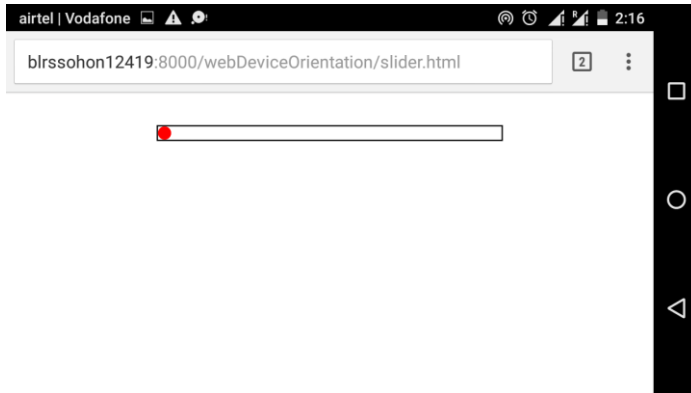 airtel | Vodafone 2:16
R
blrssohon12419:8000/webDeviceOrientation/slider.html 2